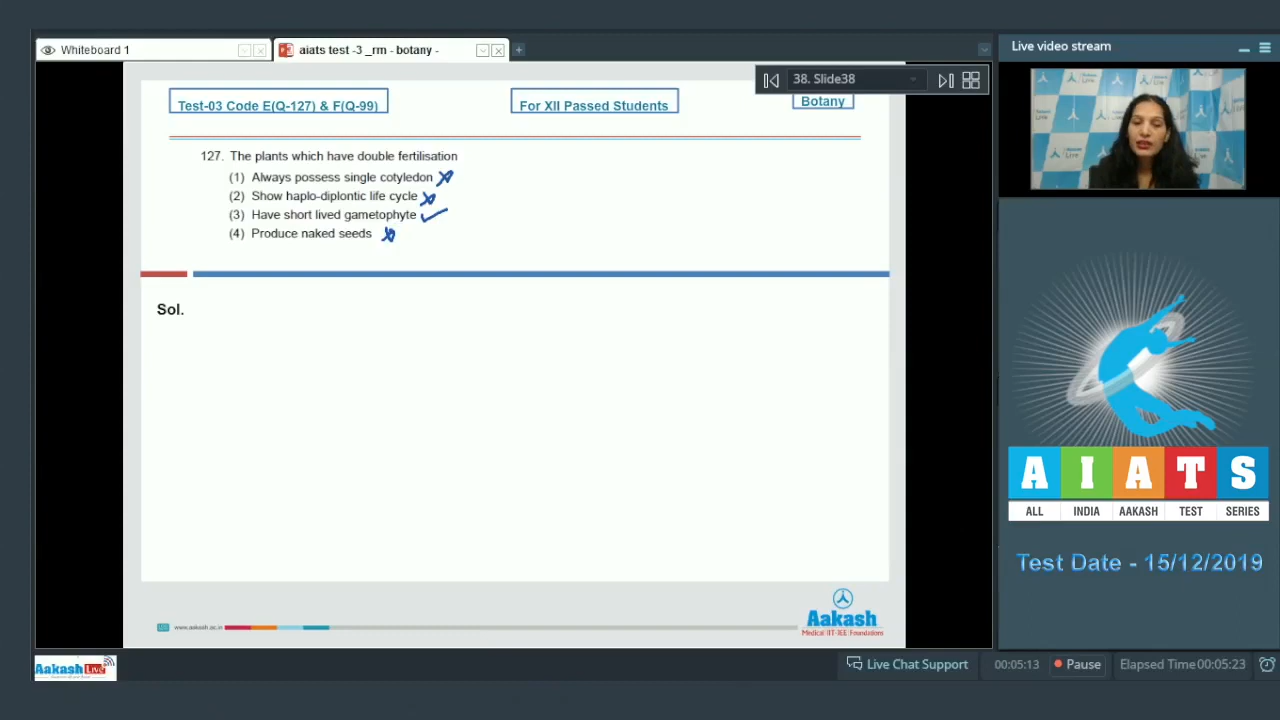 Whiteboard 1
aiats test -3 _rm - botany -
Live video stream
38. Slide38
Test-03 Code E(Q-127) & F(Q-99)
For XII Passed Students
Botany
127. The plants which have double fertilisation
(1) Always possess single cotyledon
(2) Show haplo-diplontic life cycle
(3) Have short lived gametophyte
(4) Produce naked seeds
Sol.
A I A T S
ALL INDIA AAKASH TEST SERIES
Test Date - 15/12/2019
www.aakash.ac.in
Aakash
Medical|IIT-JEE|Foundations
Aakash Live
Live Chat Support
00:05:13
Pause
Elapsed Time 00:05:23